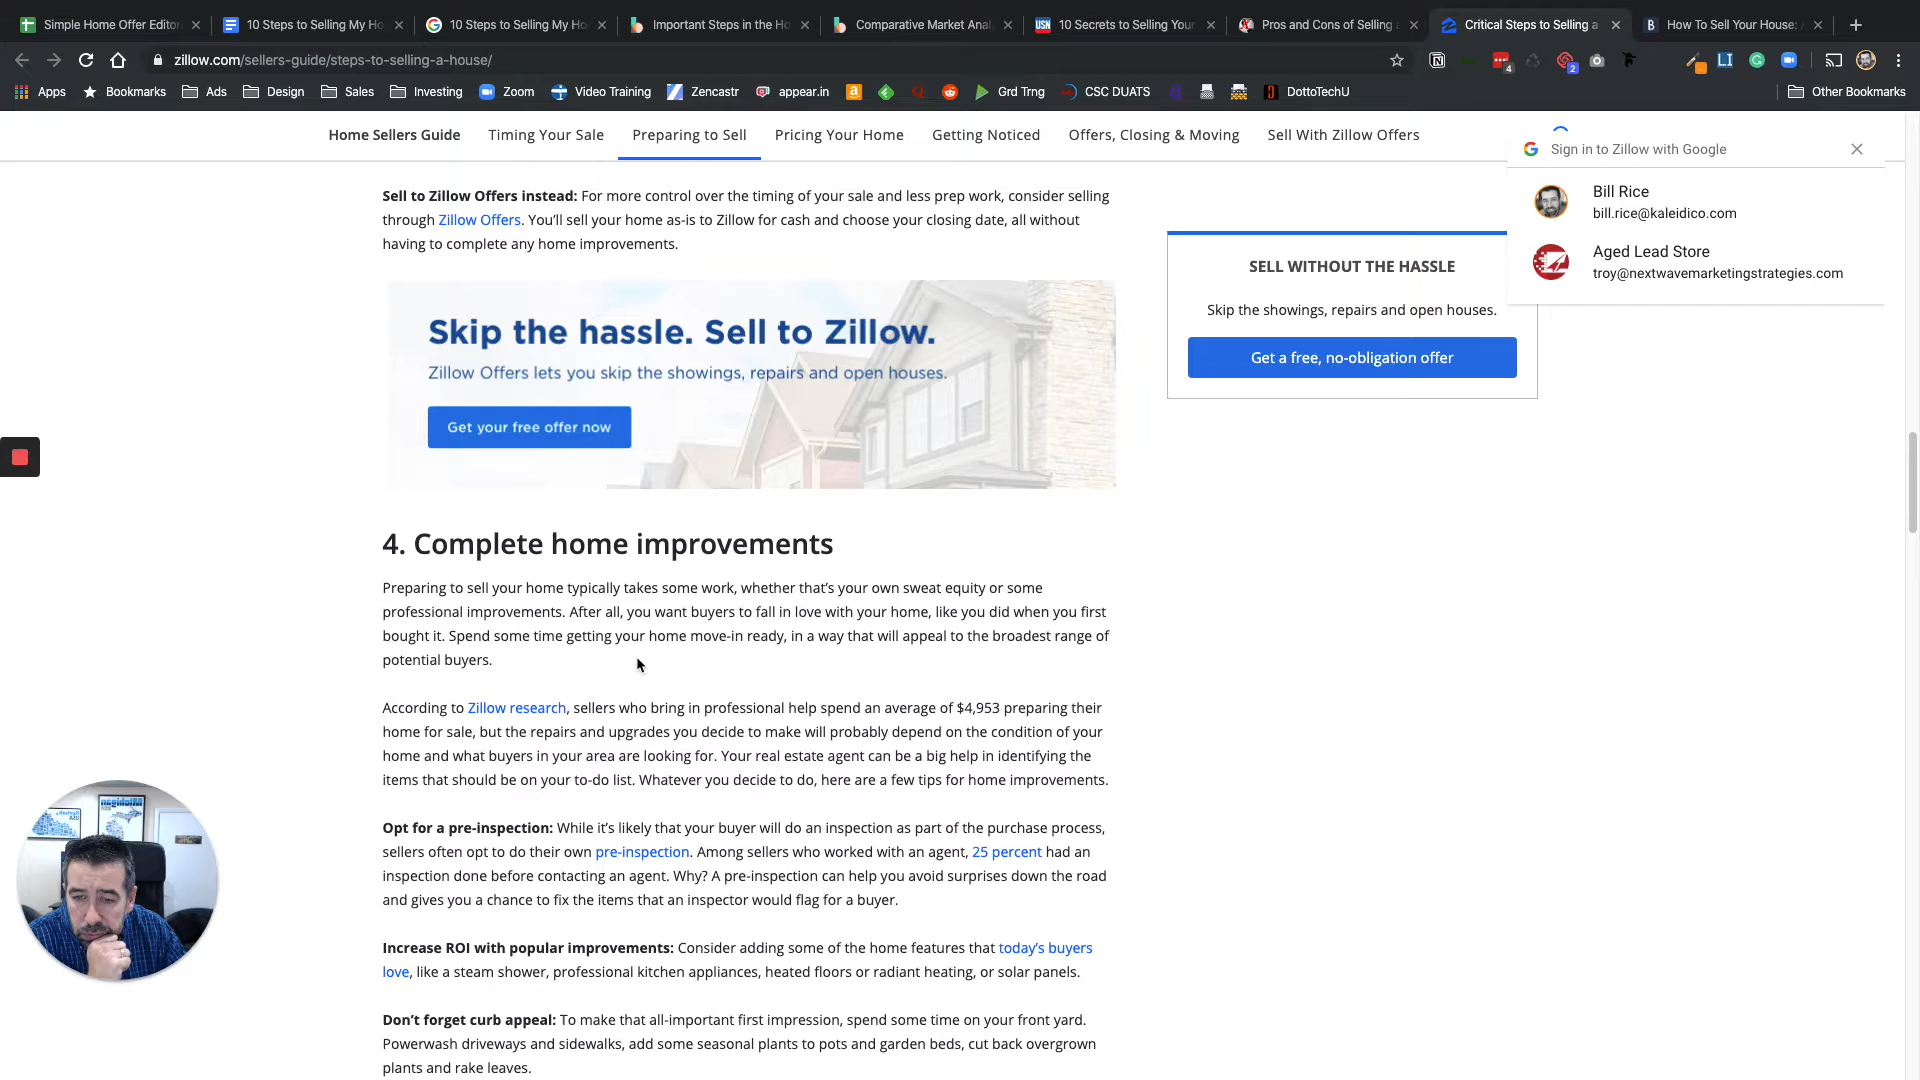 Simple Home Offer Editor
10 Steps to Selling My Ho
10 Steps to Selling My Ho
Important Steps in the Ho
Comparative Market Anal
USN
10 Secrets to Selling Your
Pros and Cons of Selling a
Critical Steps to Selling a
B
How To Sell Your House:
zillow.com/sellers-guide/steps-to-selling-a-house/
4
2
LI
Apps
Bookmarks
Ads
Design
Sales
Investing
Zoom
Video Training
Zencastr
appear.in
Grd Trng
CSC DUATS
DottoTechU
Other Bookmarks
Home Sellers Guide
Timing Your Sale
Preparing to Sell
Pricing Your Home
Getting Noticed
Offers, Closing & Moving
Sell With Zillow Offers
Sign in to Zillow with Google
Bill Rice
bill.rice@kaleidico.com
Aged Lead Store
troy@nextwavemarketingstrategies.com
Sell to Zillow Offers instead: For more control over the timing of your sale and less prep work, consider selling
through Zillow Offers. You’ll sell your home as-is to Zillow for cash and choose your closing date, all without
having to complete any home improvements.
SELL WITHOUT THE HASSLE
Skip the showings, repairs and open houses.
Get a free, no-obligation offer
Skip the hassle. Sell to Zillow.
Zillow Offers lets you skip the showings, repairs and open houses.
Get your free offer now
4. Complete home improvements
Preparing to sell your home typically takes some work, whether that’s your own sweat equity or some
professional improvements. After all, you want buyers to fall in love with your home, like you did when you first
bought it. Spend some time getting your home move-in ready, in a way that will appeal to the broadest range of
potential buyers.
According to Zillow research, sellers who bring in professional help spend an average of $4,953 preparing their
home for sale, but the repairs and upgrades you decide to make will probably depend on the condition of your
home and what buyers in your area are looking for. Your real estate agent can be a big help in identifying the
items that should be on your to-do list. Whatever you decide to do, here are a few tips for home improvements.
Opt for a pre-inspection: While it’s likely that your buyer will do an inspection as part of the purchase process,
sellers often opt to do their own pre-inspection. Among sellers who worked with an agent, 25 percent had an
inspection done before contacting an agent. Why? A pre-inspection can help you avoid surprises down the road
and gives you a chance to fix the items that an inspector would flag for a buyer.
Increase ROI with popular improvements: Consider adding some of the home features that today’s buyers
love, like a steam shower, professional kitchen appliances, heated floors or radiant heating, or solar panels.
Don’t forget curb appeal: To make that all-important first impression, spend some time on your front yard.
Powerwash driveways and sidewalks, add some seasonal plants to pots and garden beds, cut back overgrown
plants and rake leaves.